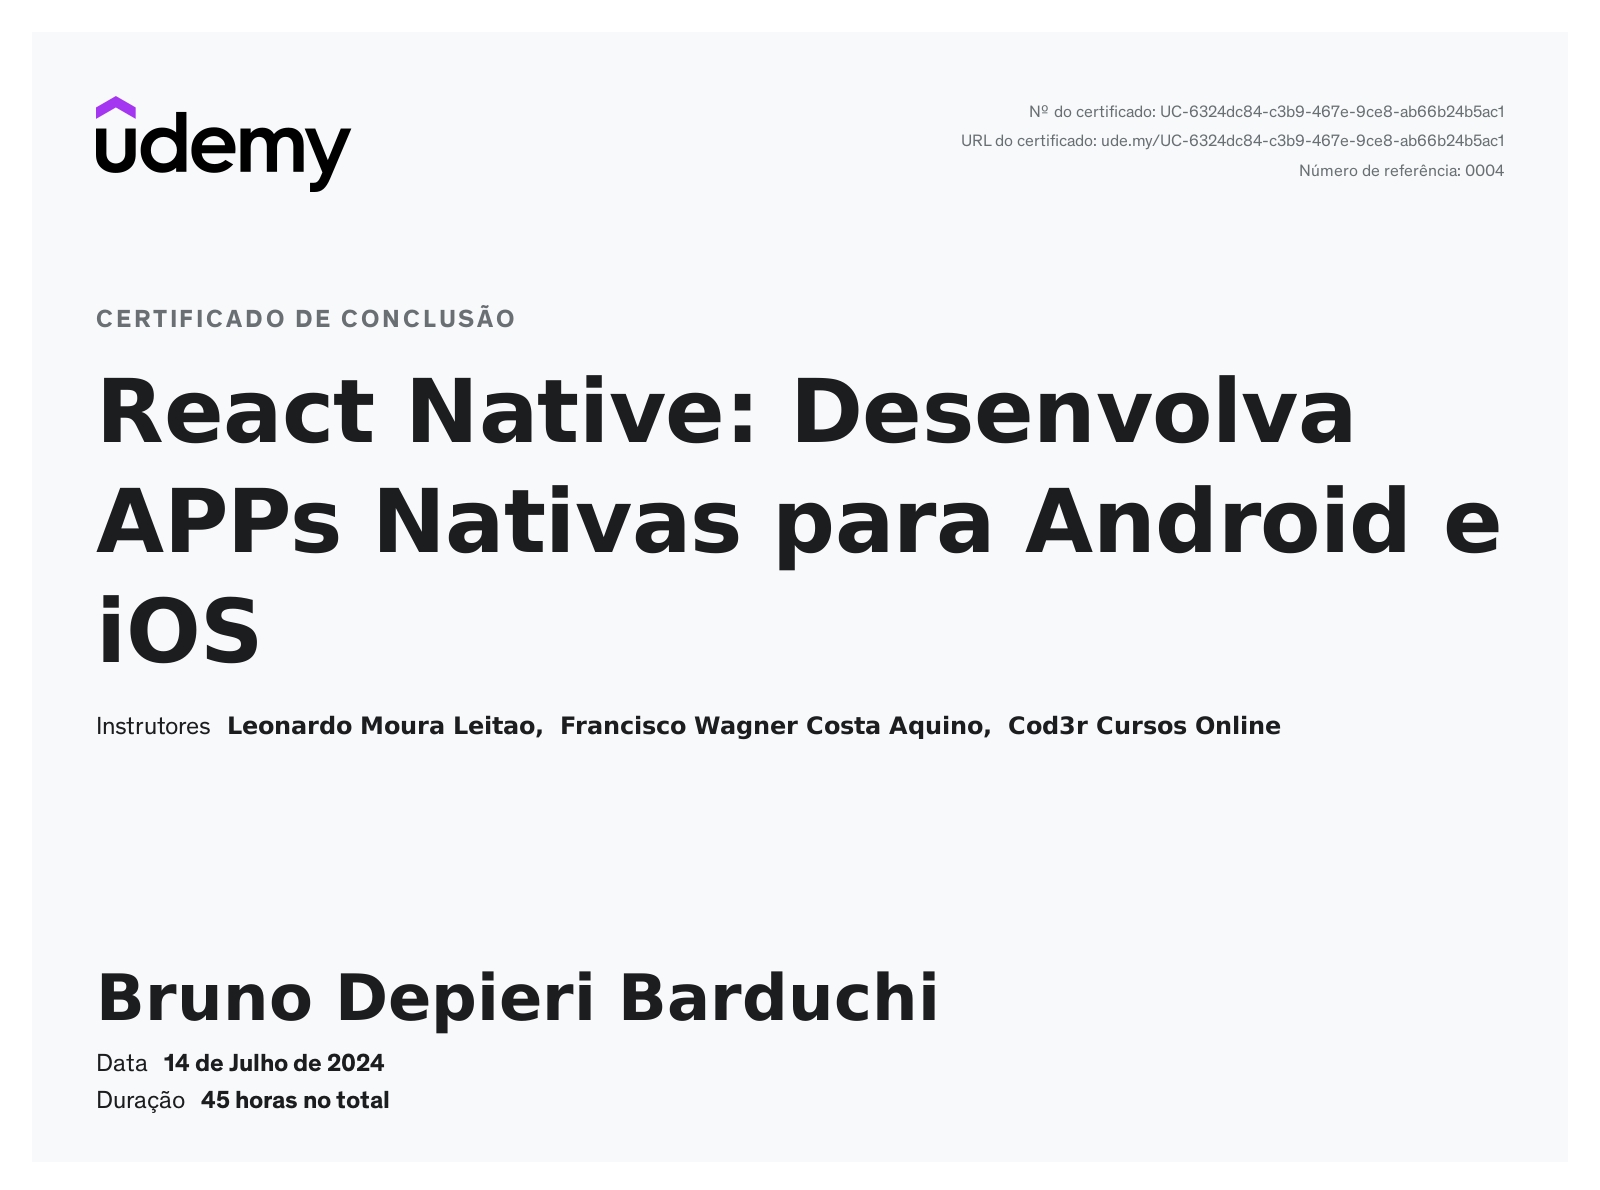 udemy
Nº do certificado: UC-6324dc84-c3b9-467e-9ce8-ab66b24b5ac1
URL do certificado: ude.my/UC-6324dc84-c3b9-467e-9ce8-ab66b24b5ac1
Número de referência: 0004
CERTIFICADO DE CONCLUSÃO
React Native: Desenvolva
APPs Nativas para Android e
iOS
Instrutores Leonardo Moura Leitao, Francisco Wagner Costa Aquino, Cod3r Cursos Online
Bruno Depieri Barduchi
Data 14 de Julho de 2024
Duração 45 horas no total